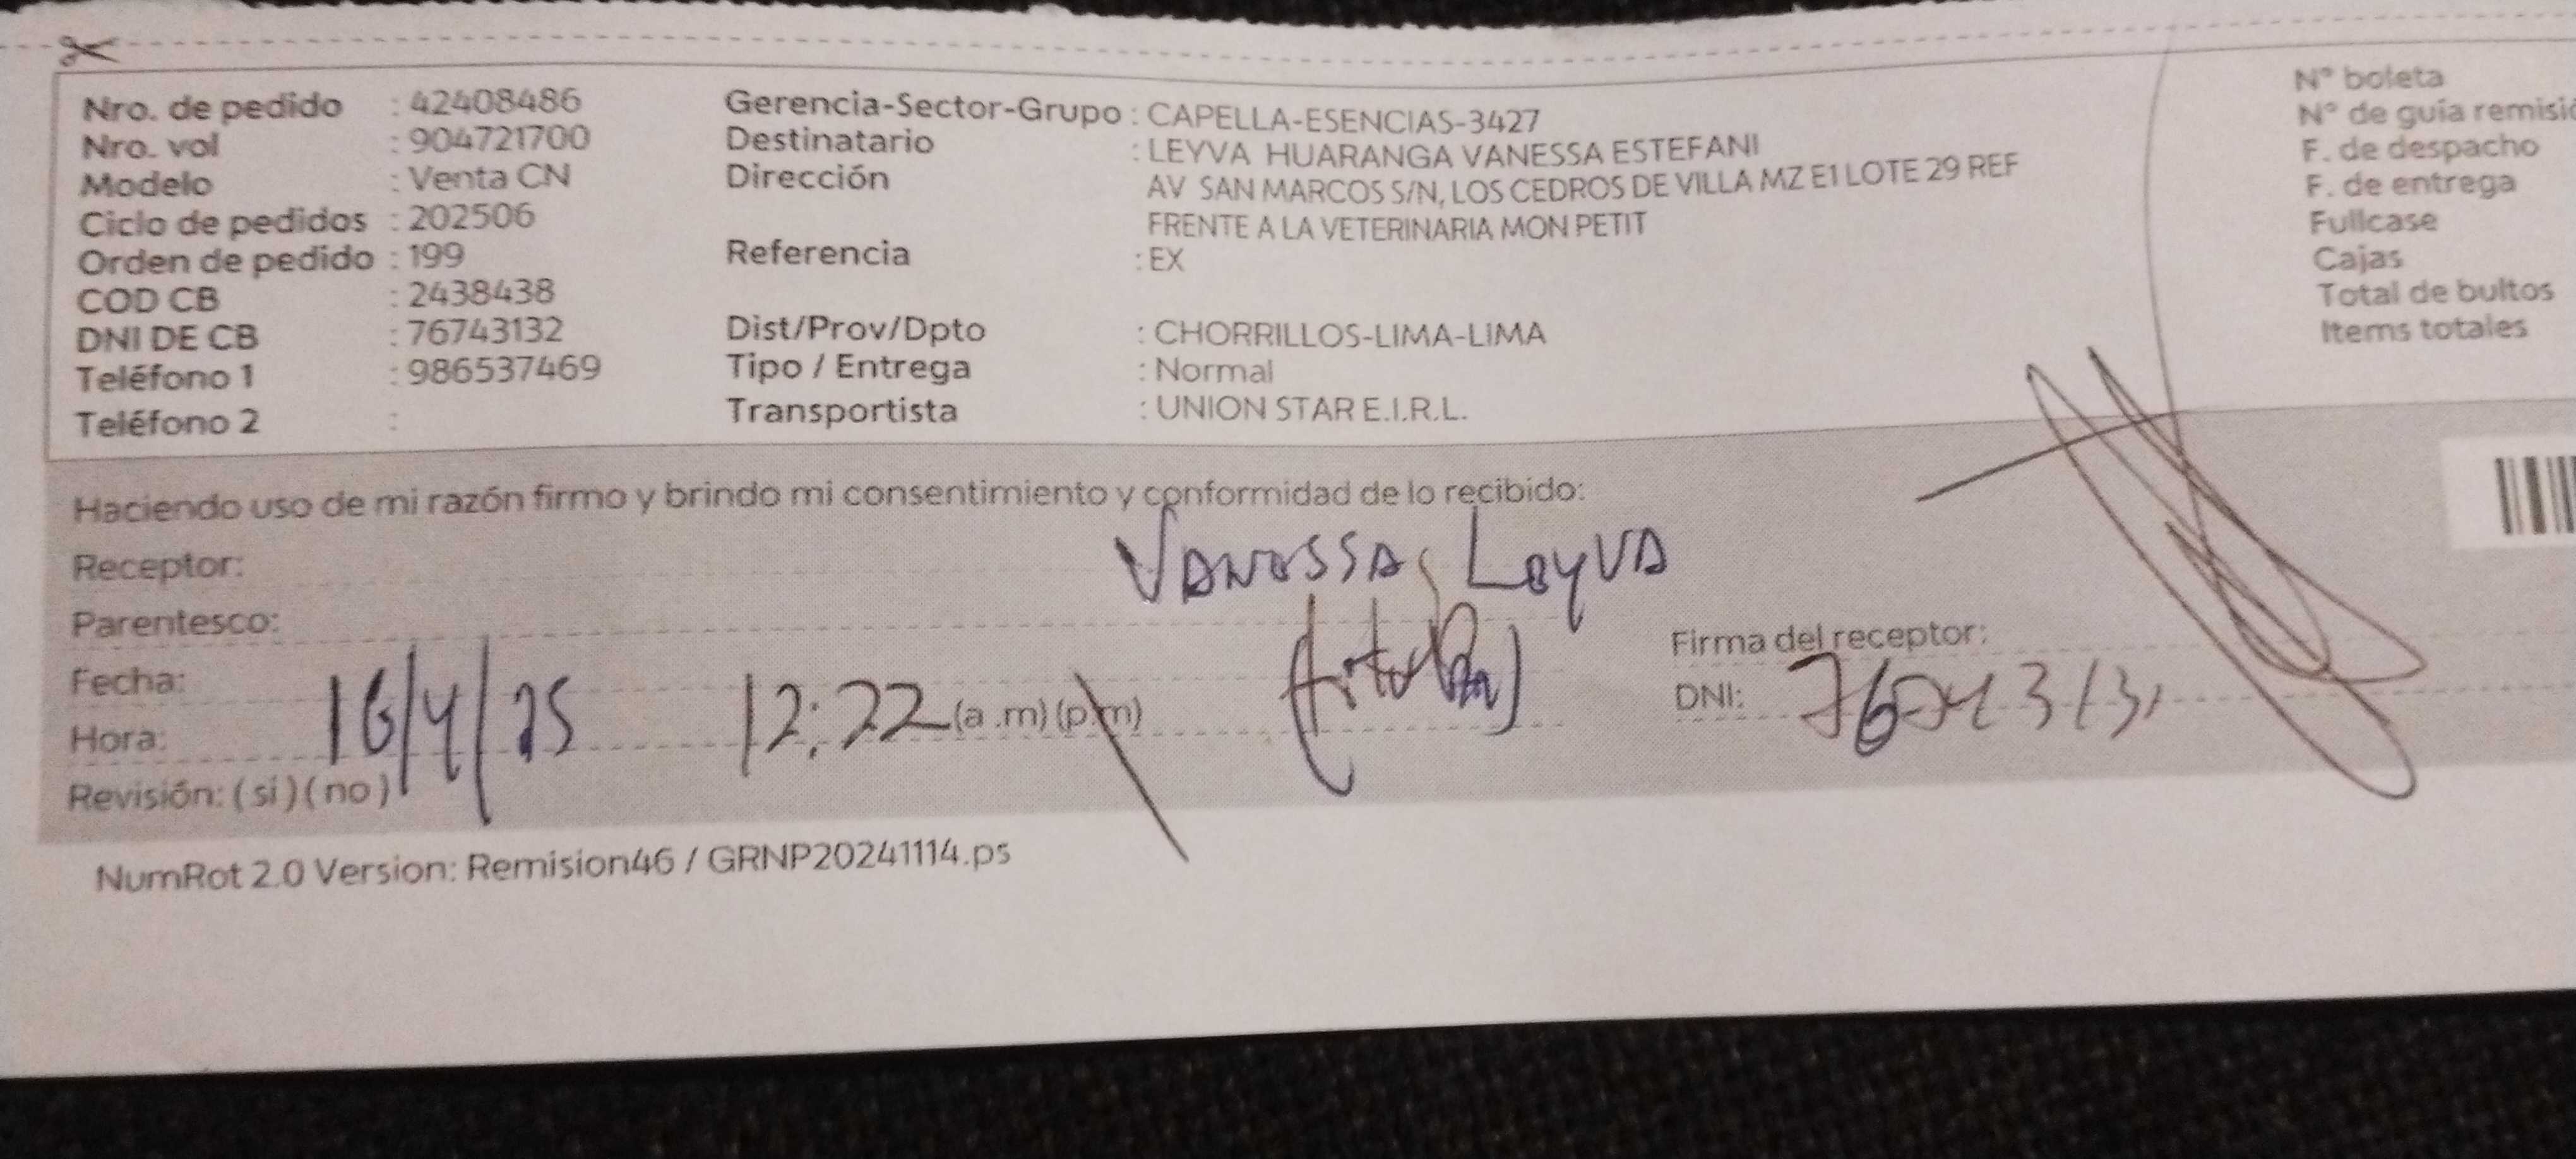 Nro. de pedido : 42408486
Nro. vol : 904721700
Modelo : Venta CN
Ciclo de pedidos : 202506
Orden de pedido : 199
COD CB : 2438438
DNI DE CB : 76743132
Teléfono 1 : 986537469
Teléfono 2 :
Gerencia-Sector-Grupo : CAPELLA-ESENCIAS-3427
Destinatario : LEYVA HUARANGA VANESSA ESTEFANI
Dirección AV SAN MARCOS S/N, LOS CEDROS DE VILLA MZ E1 LOTE 29 REF
FRENTE A LA VETERINARIA MON PETIT
Referencia : EX
Dist/Prov/Dpto : CHORRILLOS-LIMA-LIMA
Tipo / Entrega : Normal
Transportista : UNION STAR E.I.R.L.
N° boleta
N° de guía remisió
F. de despacho
F. de entrega
Fullcase
Cajas
Total de bultos
Items totales
Haciendo uso de mi razón firmo y brindo mi consentimiento y conformidad de lo recibido:
Receptor: VANESSA LeyVA
Parentesco: (titular)
Fecha: 16/4/25
Hora: 12:22 (a .m) (p.m)
Revisión: ( si ) ( no )
Firma del receptor:
DNI:
NumRot 2.0 Version: Remision46 / GRNP20241114.ps